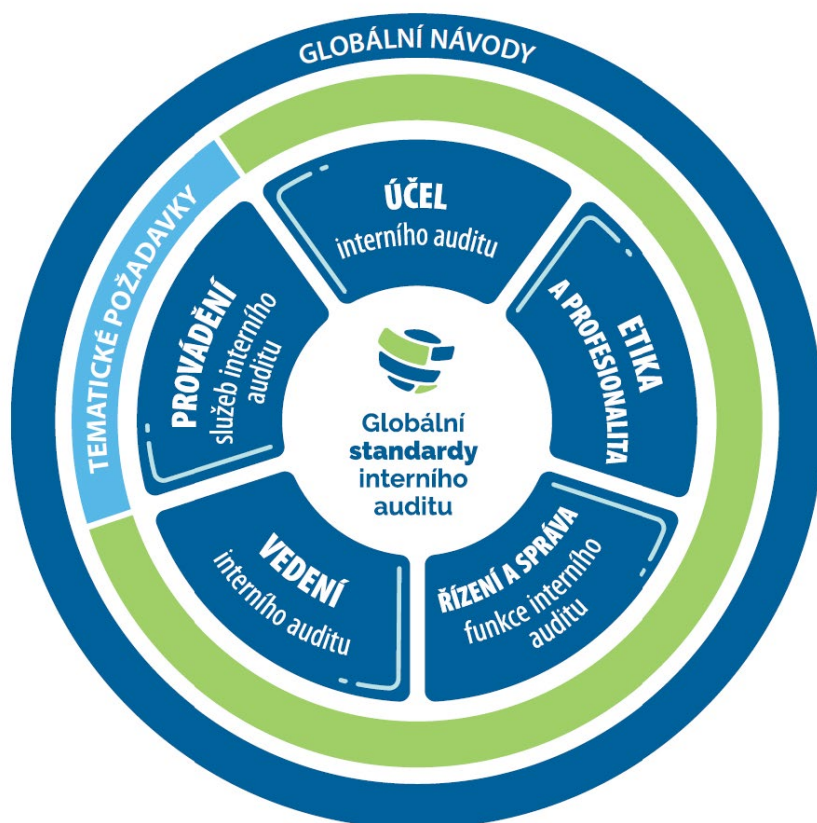 GLOBÁLNÍ NÁVODY
TEMATICKÉ POŽADAVKY
ÚČEL
interního auditu
ETIKA
A PROFESIONALITA
ŘÍZENÍ A SPRÁVA
funkce interního
auditu
VEDENÍ
interního auditu
PROVÁDĚNÍ
služeb interního
auditu
Globální
standardy
interního
auditu